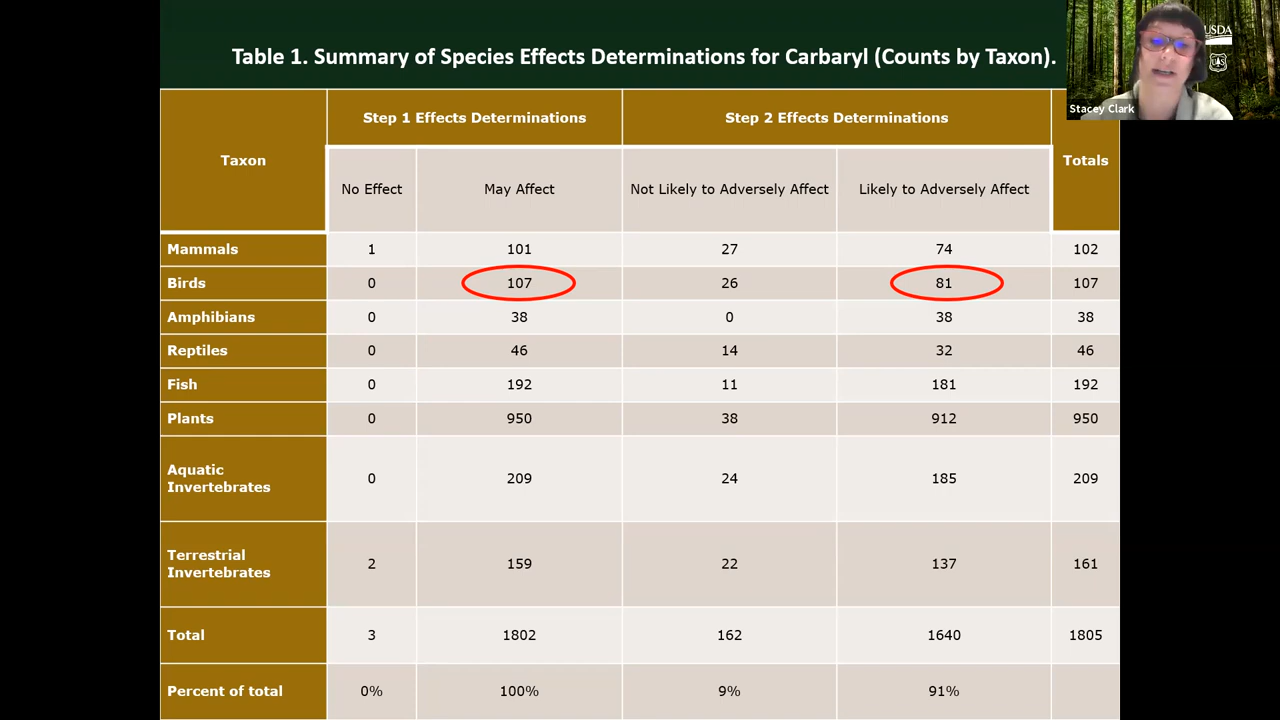 Table 1. Summary of Species Effects Determinations for Carbaryl (Counts by Taxon).
USDA
UAS
Stacey Clark
Taxon Step 1 Effects Determinations Step 2 Effects Determinations Totals
No Effect May Affect Not Likely to Adversely Affect Likely to Adversely Affect
Mammals 1 101 27 74 102
Birds 0 107 26 81 107
Amphibians 0 38 0 38 38
Reptiles 0 46 14 32 46
Fish 0 192 11 181 192
Plants 0 950 38 912 950
Aquatic
Invertebrates 0 209 24 185 209
Terrestrial
Invertebrates 2 159 22 137 161
Total 3 1802 162 1640 1805
Percent of total 0% 100% 9% 91%